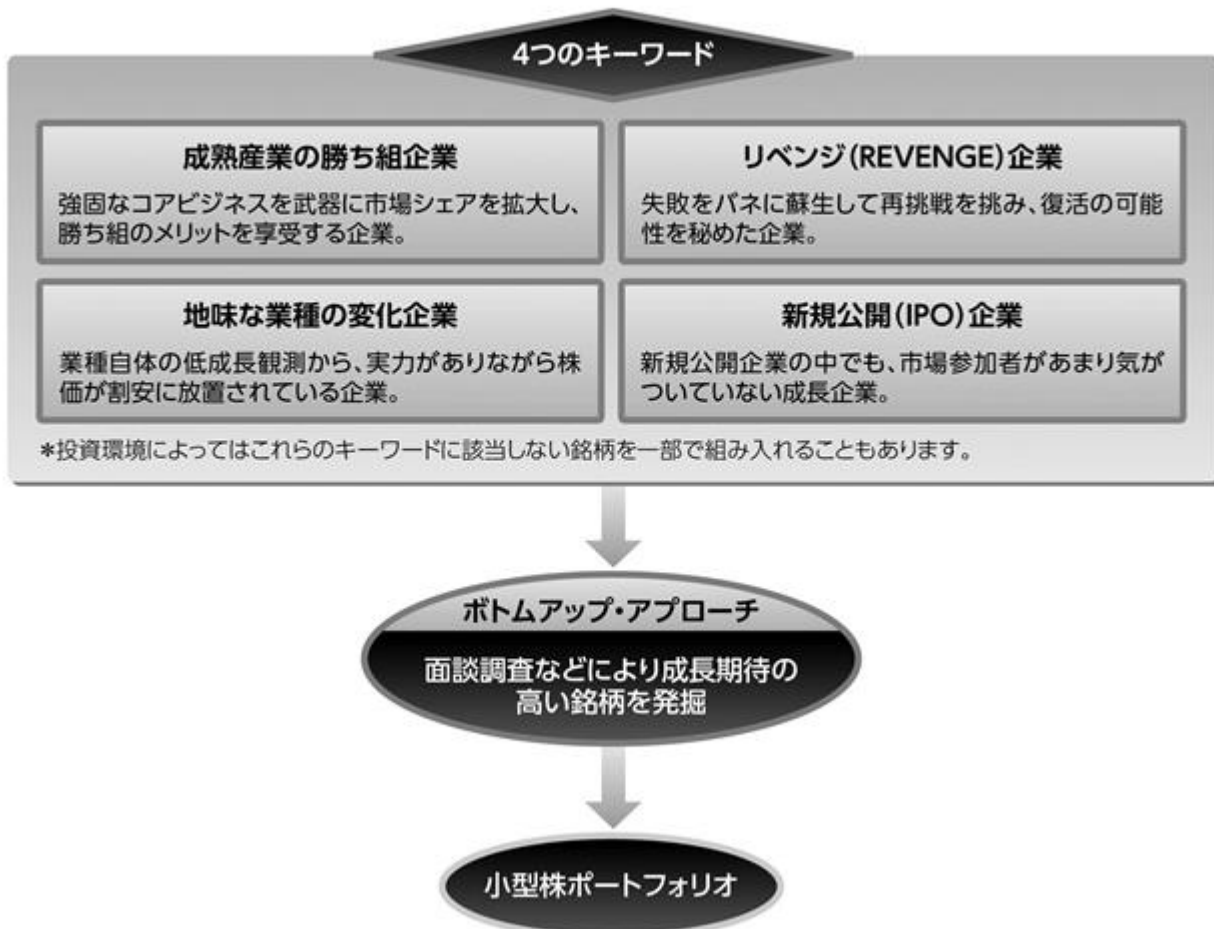 4つのキーワード
成熟産業の勝ち組企業
強固なコアビジネスを武器に市場シェアを拡大し、
勝ち組のメリットを享受する企業。
リベンジ(REVENGE)企業
失敗をバネに蘇生して再挑戦を挑み、復活の可能
性を秘めた企業。
地味な業種の変化企業
業種自体の低成長観測から、実力がありながら株
価が割安に放置されている企業。
新規公開(IPO)企業
新規公開企業の中でも、市場参加者があまり気が
ついていない成長企業。
*投資環境によってはこれらのキーワードに該当しない銘柄を一部で組み入れることもあります。
ボトムアップ・アプローチ
面談調査などにより成長期待の
高い銘柄を発掘
小型株ポートフォリオ